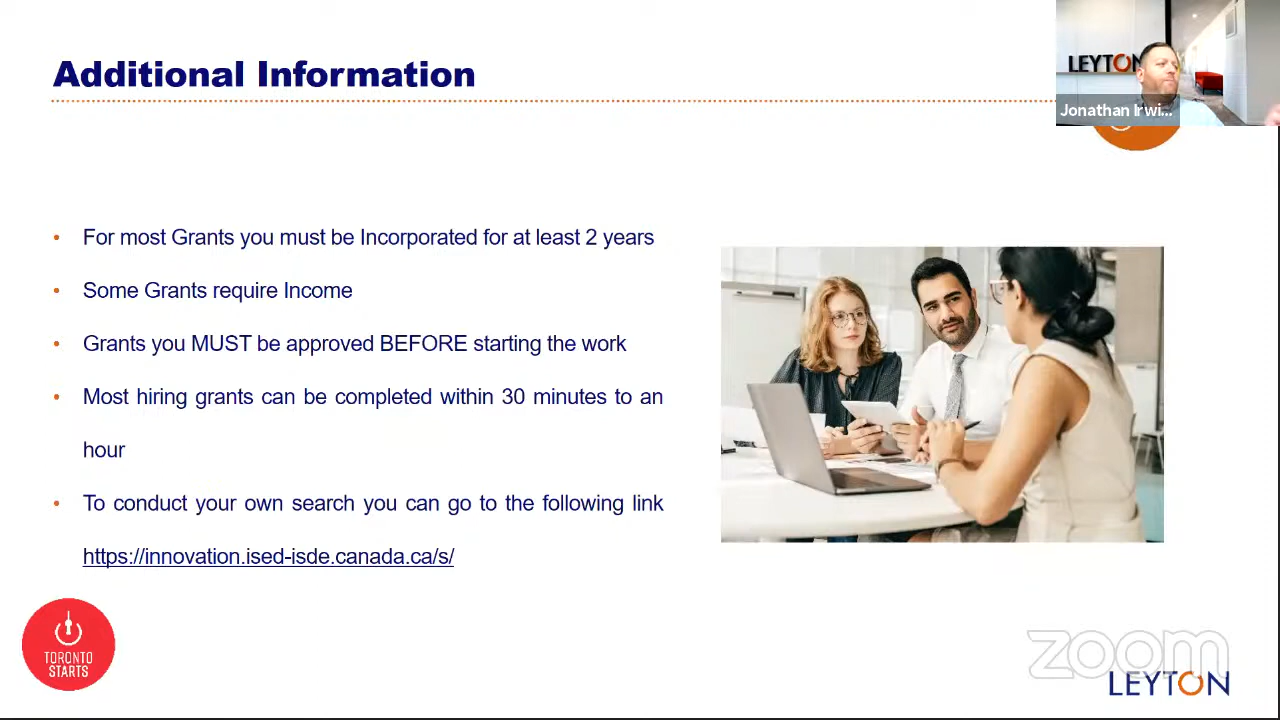 Additional Information
LEYTON
Jonathan Irwi...
• For most Grants you must be Incorporated for at least 2 years
• Some Grants require Income
• Grants you MUST be approved BEFORE starting the work
• Most hiring grants can be completed within 30 minutes to an
hour
• To conduct your own search you can go to the following link
https://innovation.ised-isde.canada.ca/s/
TORONTO
STARTS
zoom
LEYTON